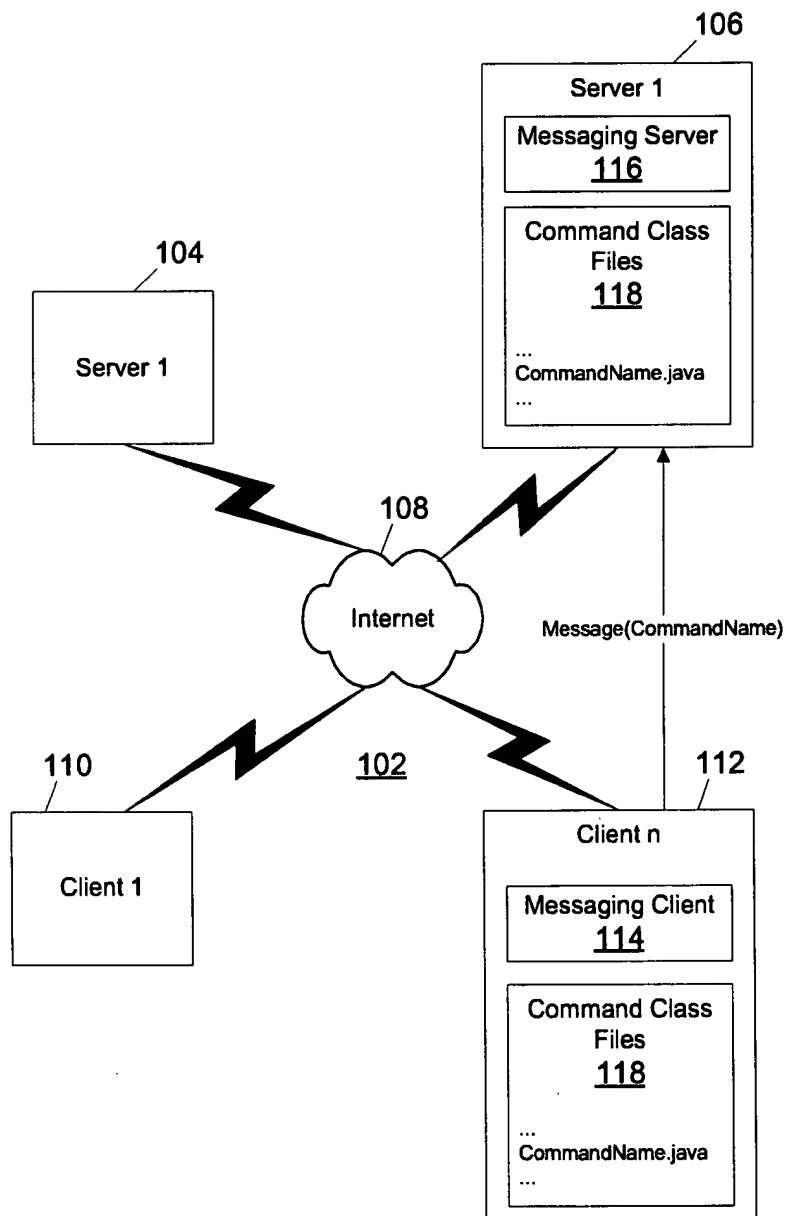 106
Server 1
Messaging Server
116
Command Class
Files
118
...
CommandName.java
...
104
Server 1
108
Internet
Message(CommandName)
102
110
Client 1
112
Client n
Messaging Client
114
Command Class
Files
118
...
CommandName.java
...